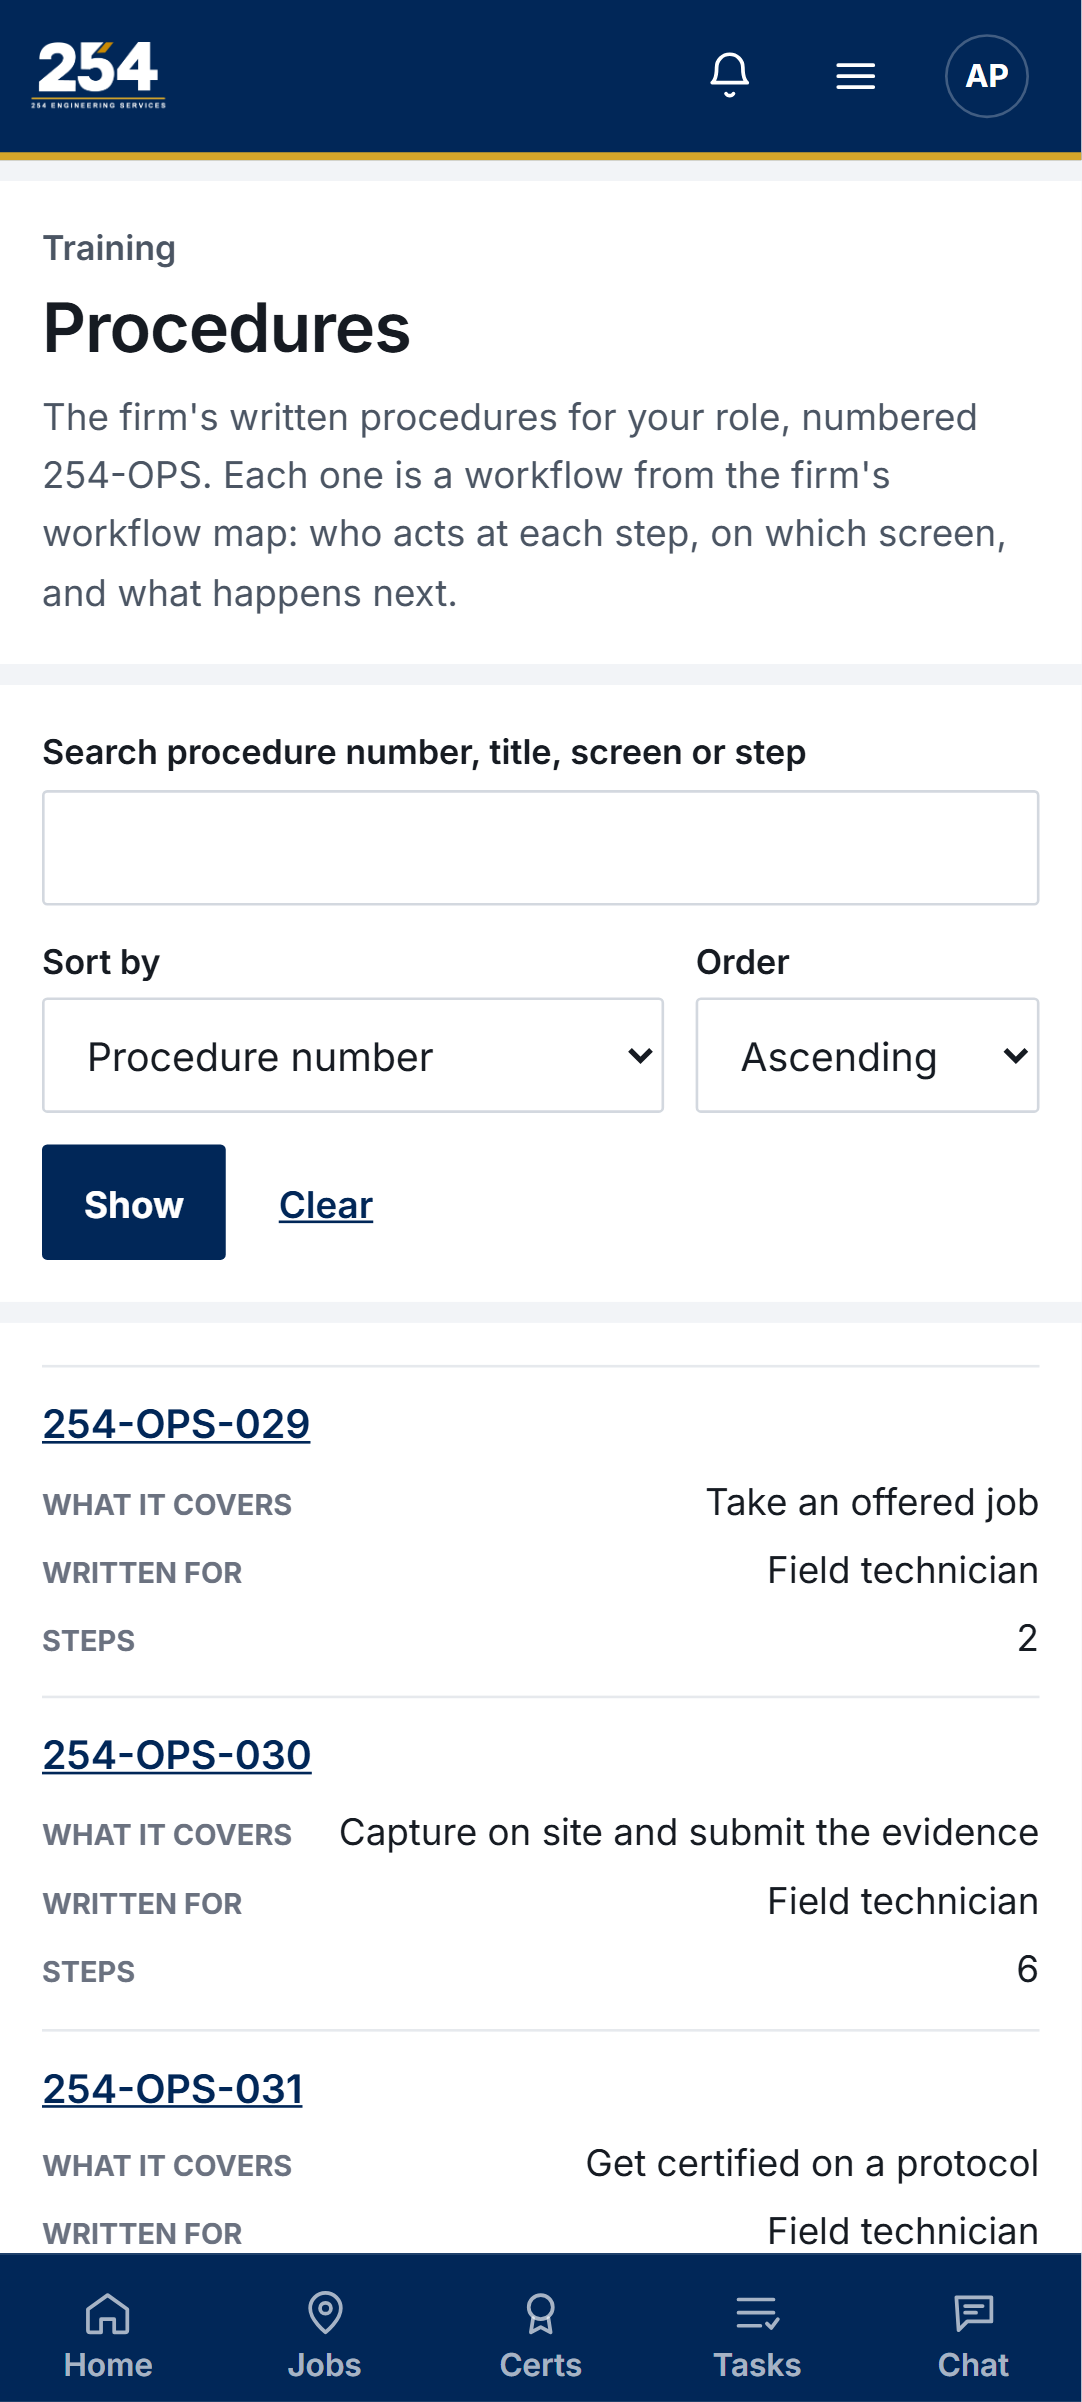 254
254 ENGINEERING SERVICES
AP
Training
Procedures
The firm's written procedures for your role, numbered
254-OPS. Each one is a workflow from the firm's
workflow map: who acts at each step, on which screen,
and what happens next.
Search procedure number, title, screen or step
Sort by
Order
Procedure number
Ascending
Show
Clear
254-OPS-029
WHAT IT COVERS Take an offered job
WRITTEN FOR Field technician
STEPS 2
254-OPS-030
WHAT IT COVERS Capture on site and submit the evidence
WRITTEN FOR Field technician
STEPS 6
254-OPS-031
WHAT IT COVERS Get certified on a protocol
WRITTEN FOR Field technician
Home Jobs Certs Tasks Chat